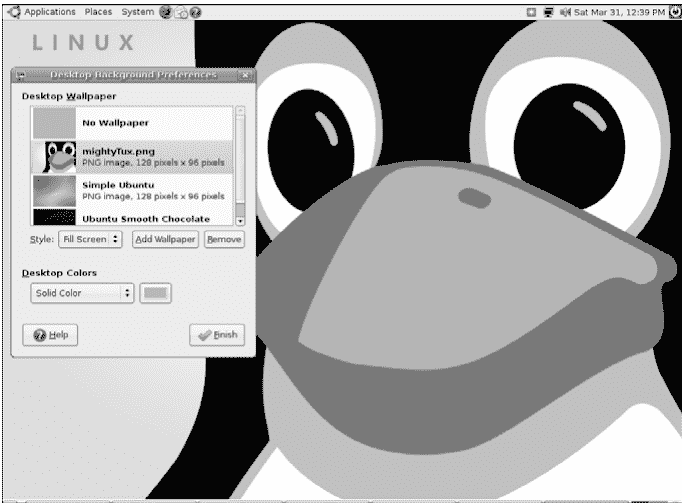 Applications Places System Sat Mar 31, 12:39 PM
LINUX
Desktop Background Preferences
Desktop Wallpaper
No Wallpaper
mightyTux.png
PNG image, 128 pixels x 96 pixels
Simple Ubuntu
PNG image, 128 pixels x 96 pixels
Ubuntu Smooth Chocolate
Style: Fill Screen Add Wallpaper Remove
Desktop Colors
Solid Color
Help Finish